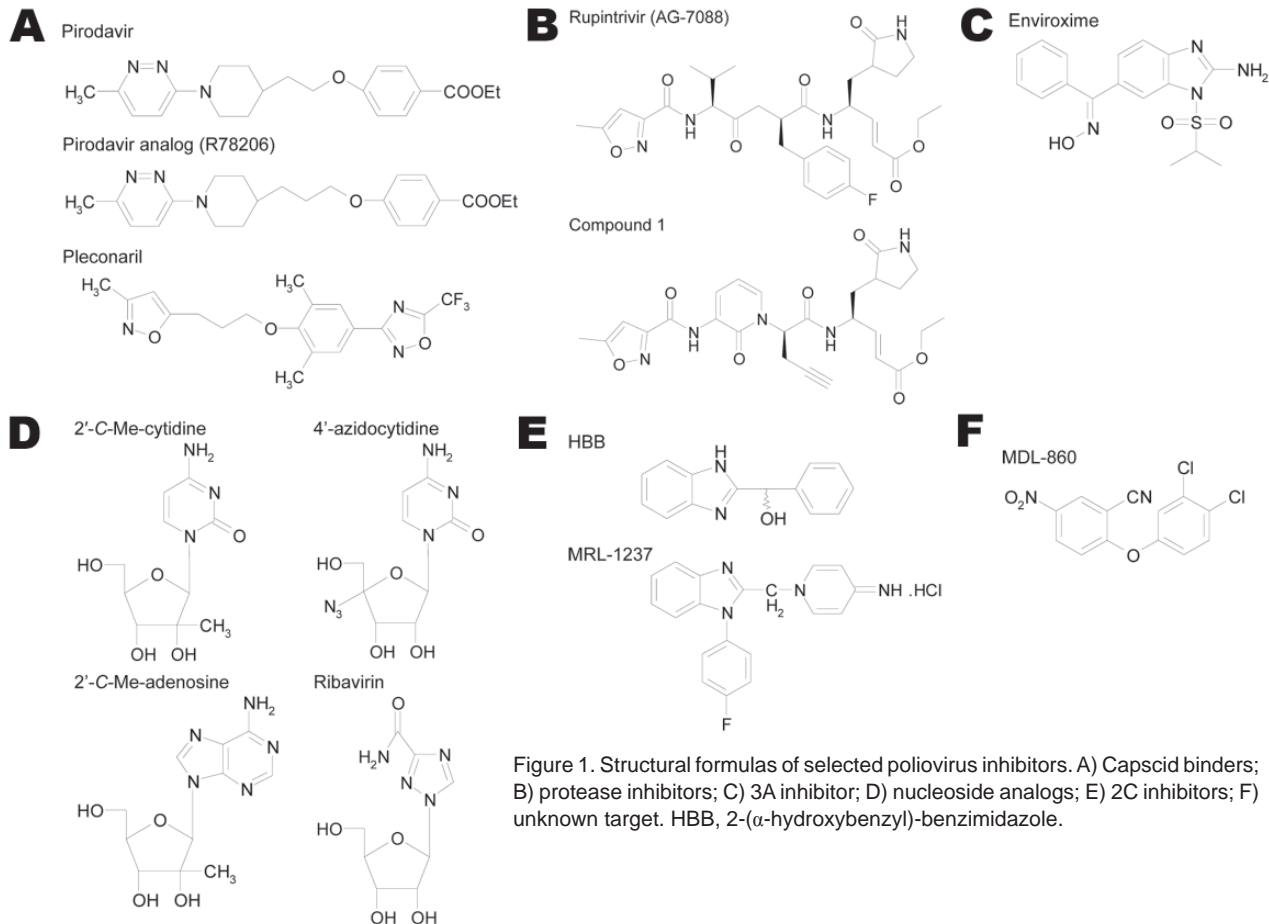 A
Pirodavir
H₃C
N=N
N
O
COOEt
Pirodavir analog (R78206)
H₃C
N=N
N
O
COOEt
Pleconaril
H₃C
N
O
O
H₃C
H₃C
N
N
O
CF₃
B
Rupintrivir (AG-7088)
O
H
N
O
N
H
O
O
N
H
O
O
O
N
F
Compound 1
O
H
N
O
N
H
O
N
O
N
H
O
O
O
N
C
Enviroxime
N
NH₂
N
O
S
O
N
HO
D
2'-C-Me-cytidine
NH₂
N
N
O
HO
O
CH₃
OH
OH
4'-azidocytidine
NH₂
N
N
O
HO
O
N₃
OH
OH
2'-C-Me-adenosine
NH₂
N
N
N
N
HO
O
CH₃
OH
OH
Ribavirin
O
H₂N
N
N
N
HO
O
OH
OH
E
HBB
H
N
N
OH
MRL-1237
N
N
C
H₂
N
NH .HCl
F
F
MDL-860
O₂N
CN
O
Cl
Cl
Figure 1. Structural formulas of selected poliovirus inhibitors. A) Capscid binders;
B) protease inhibitors; C) 3A inhibitor; D) nucleoside analogs; E) 2C inhibitors; F)
unknown target. HBB, 2-(α-hydroxybenzyl)-benzimidazole.